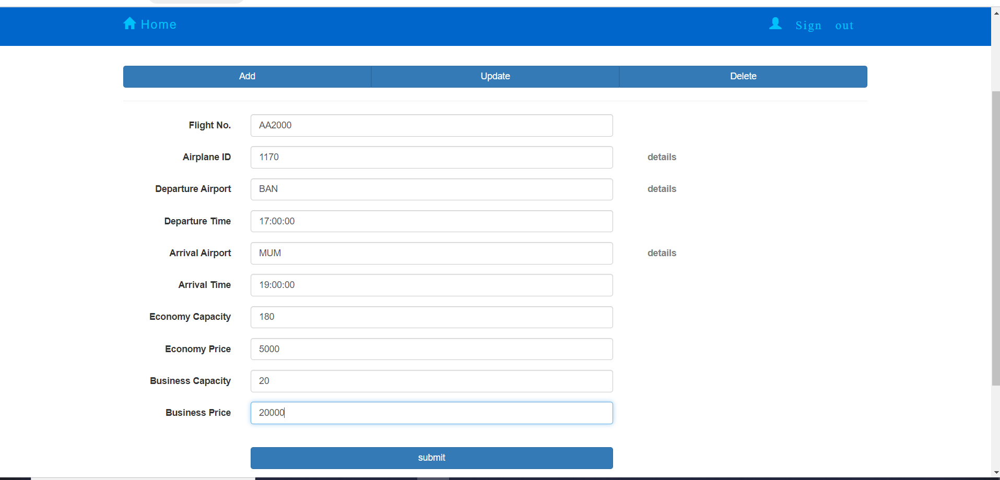 Home Sign out
Add Update Delete
Flight No. AA2000
Airplane ID 1170 details
Departure Airport BAN details
Departure Time 17:00:00
Arrival Airport MUM details
Arrival Time 19:00:00
Economy Capacity 180
Economy Price 5000
Business Capacity 20
Business Price 20000
submit